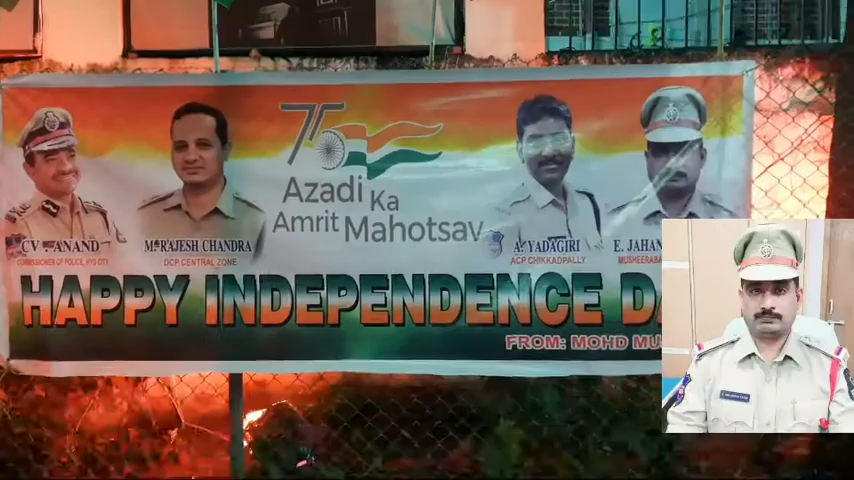 75
Azadi Ka
Amrit Mahotsav
CV. ANAND
COMMISSIONER OF POLICE, HYD CITY
M. RAJESH CHANDRA
DCP CENTRAL ZONE
A. YADAGIRI
ACP CHIKKADPALLY
E. JAHAN
MUSHEERABA
HAPPY INDEPENDENCE DA
FROM: MOHD MU